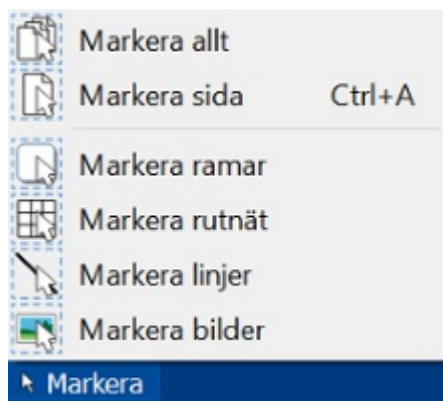 Markera allt
Markera sida Ctrl+A
Markera ramar
Markera rutnät
Markera linjer
Markera bilder
Markera